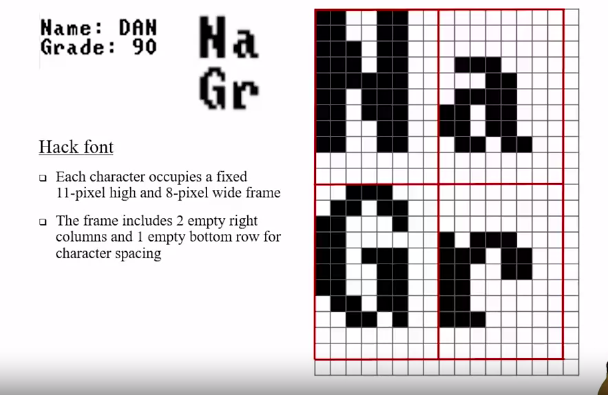 Name: DAN
Grade: 90
Na
Gr
Hack font
Each character occupies a fixed
11-pixel high and 8-pixel wide frame
The frame includes 2 empty right
columns and 1 empty bottom row for
character spacing
Na
Gr